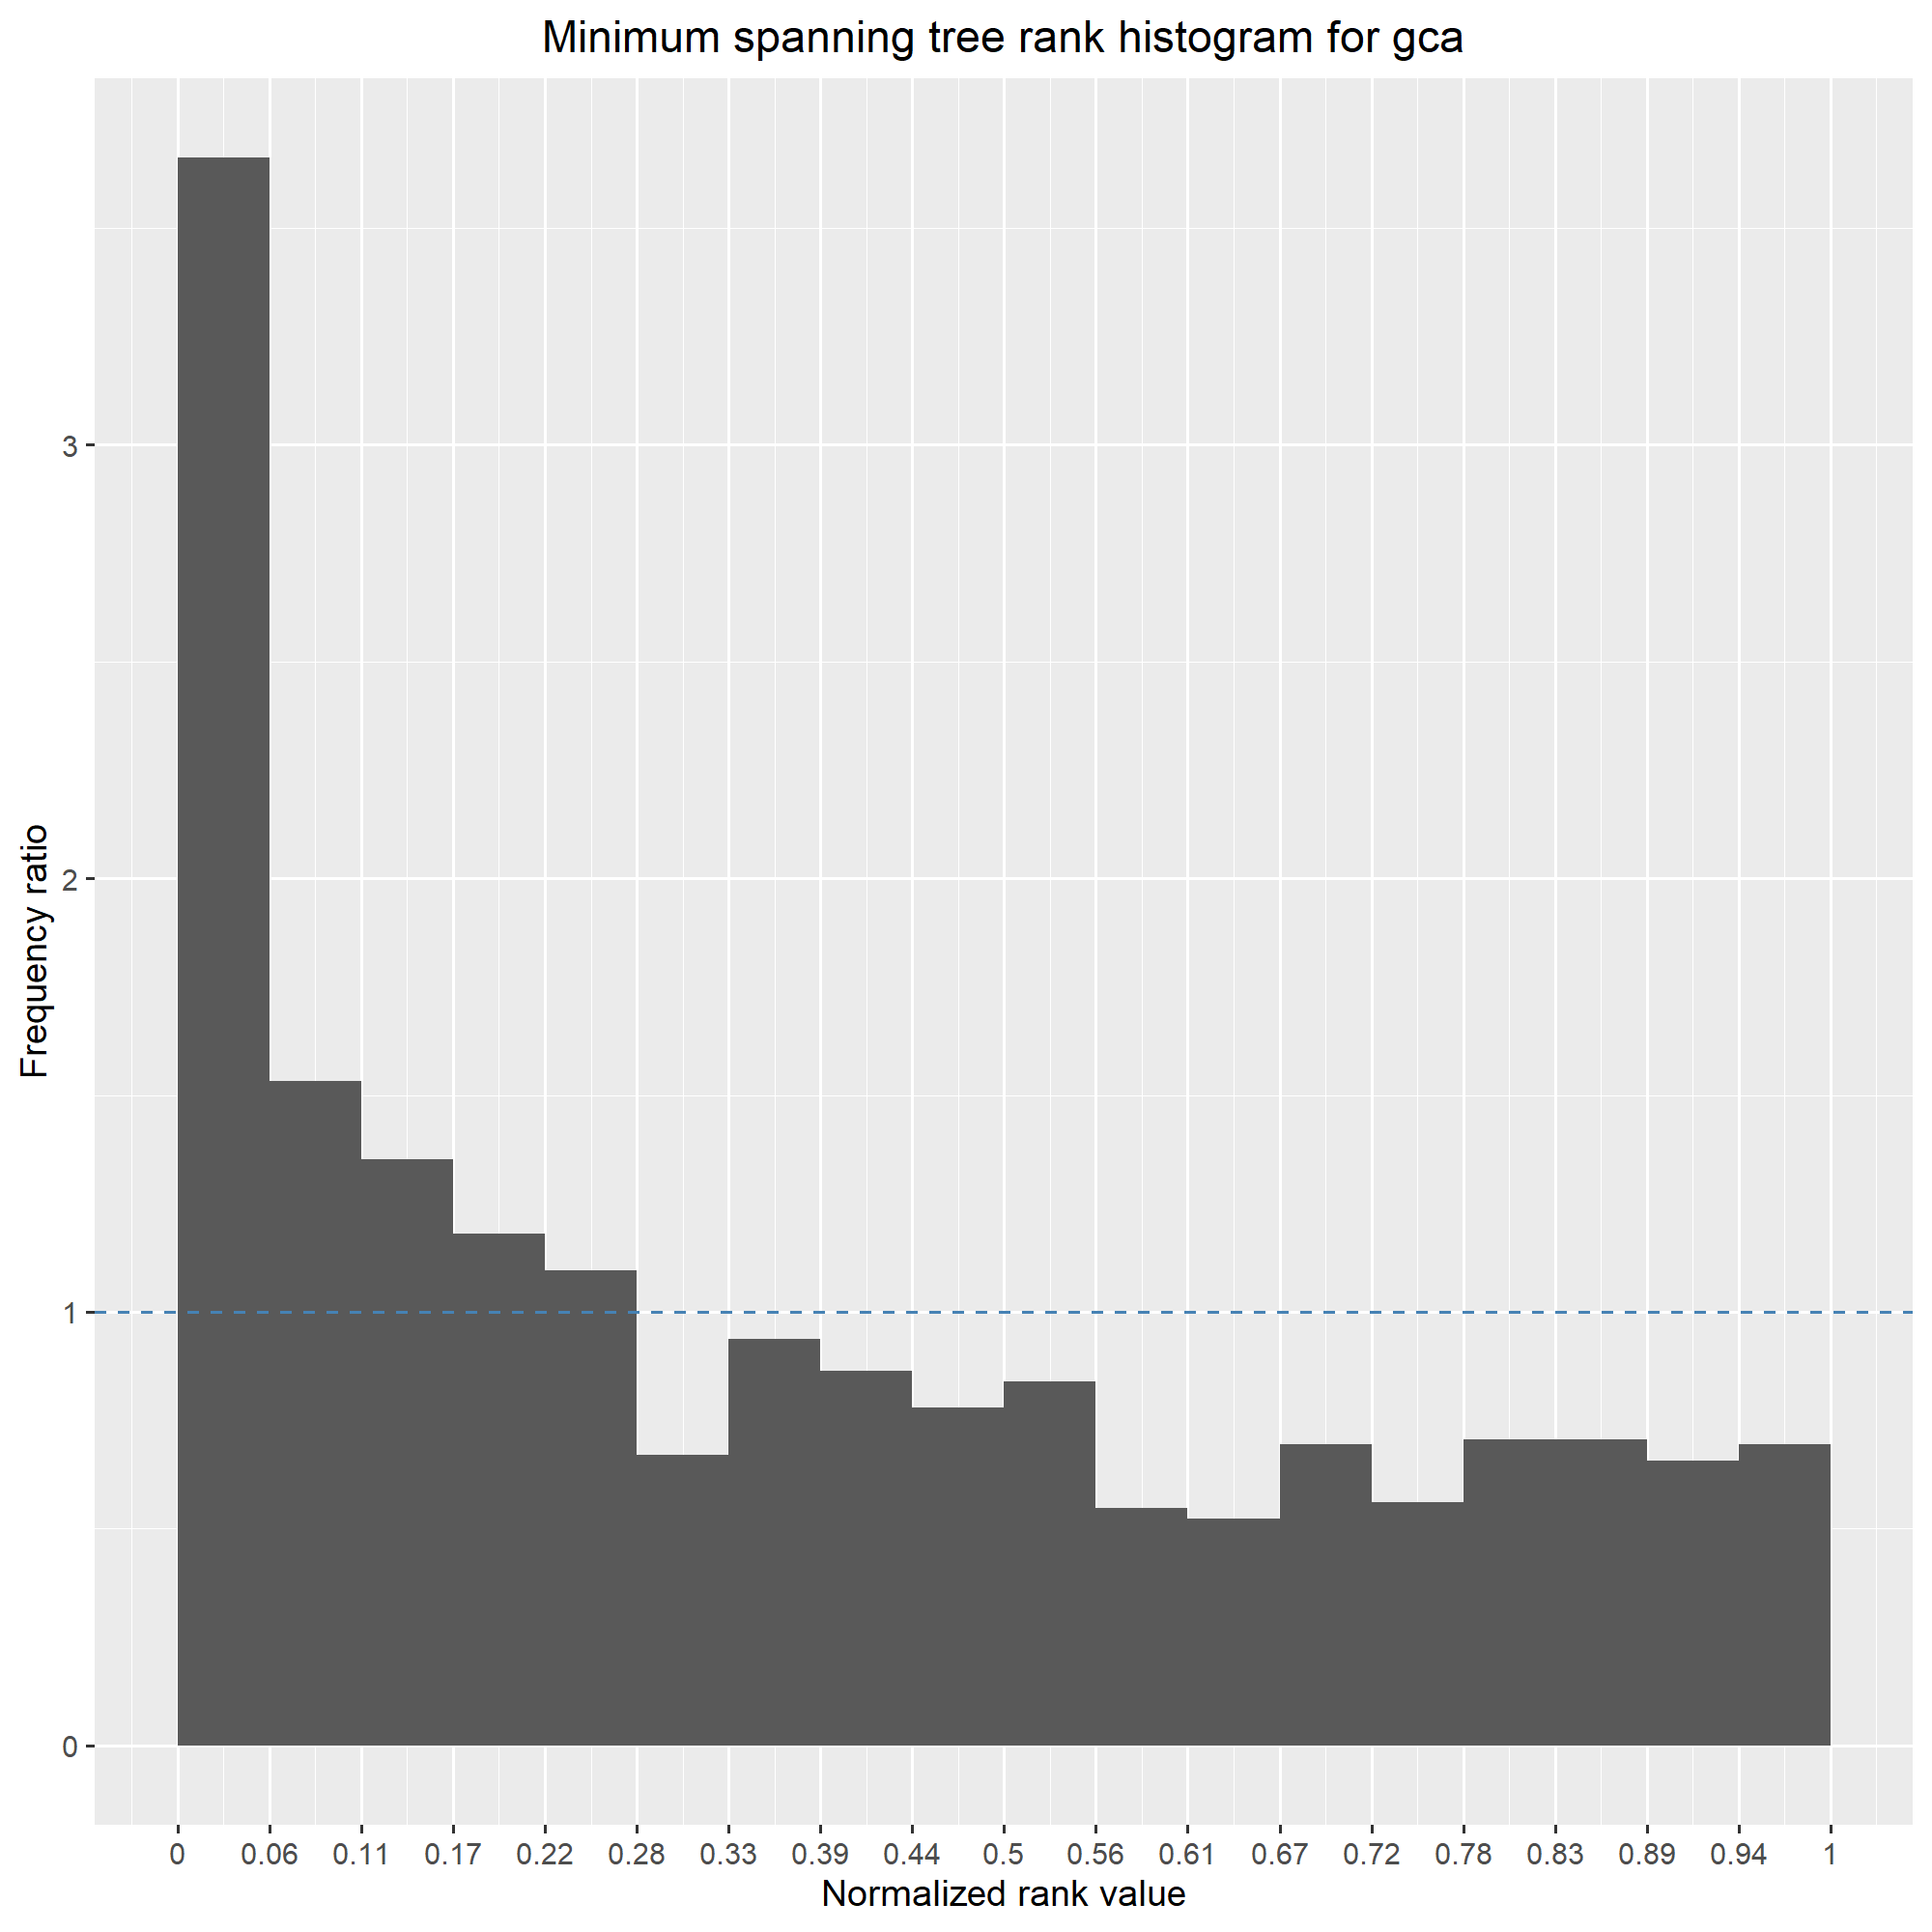 Minimum spanning tree rank histogram for gca
Frequency ratio
3
2
1
0
0 0.06 0.11 0.17 0.22 0.28 0.33 0.39 0.44 0.5 0.56 0.61 0.67 0.72 0.78 0.83 0.89 0.94 1
Normalized rank value